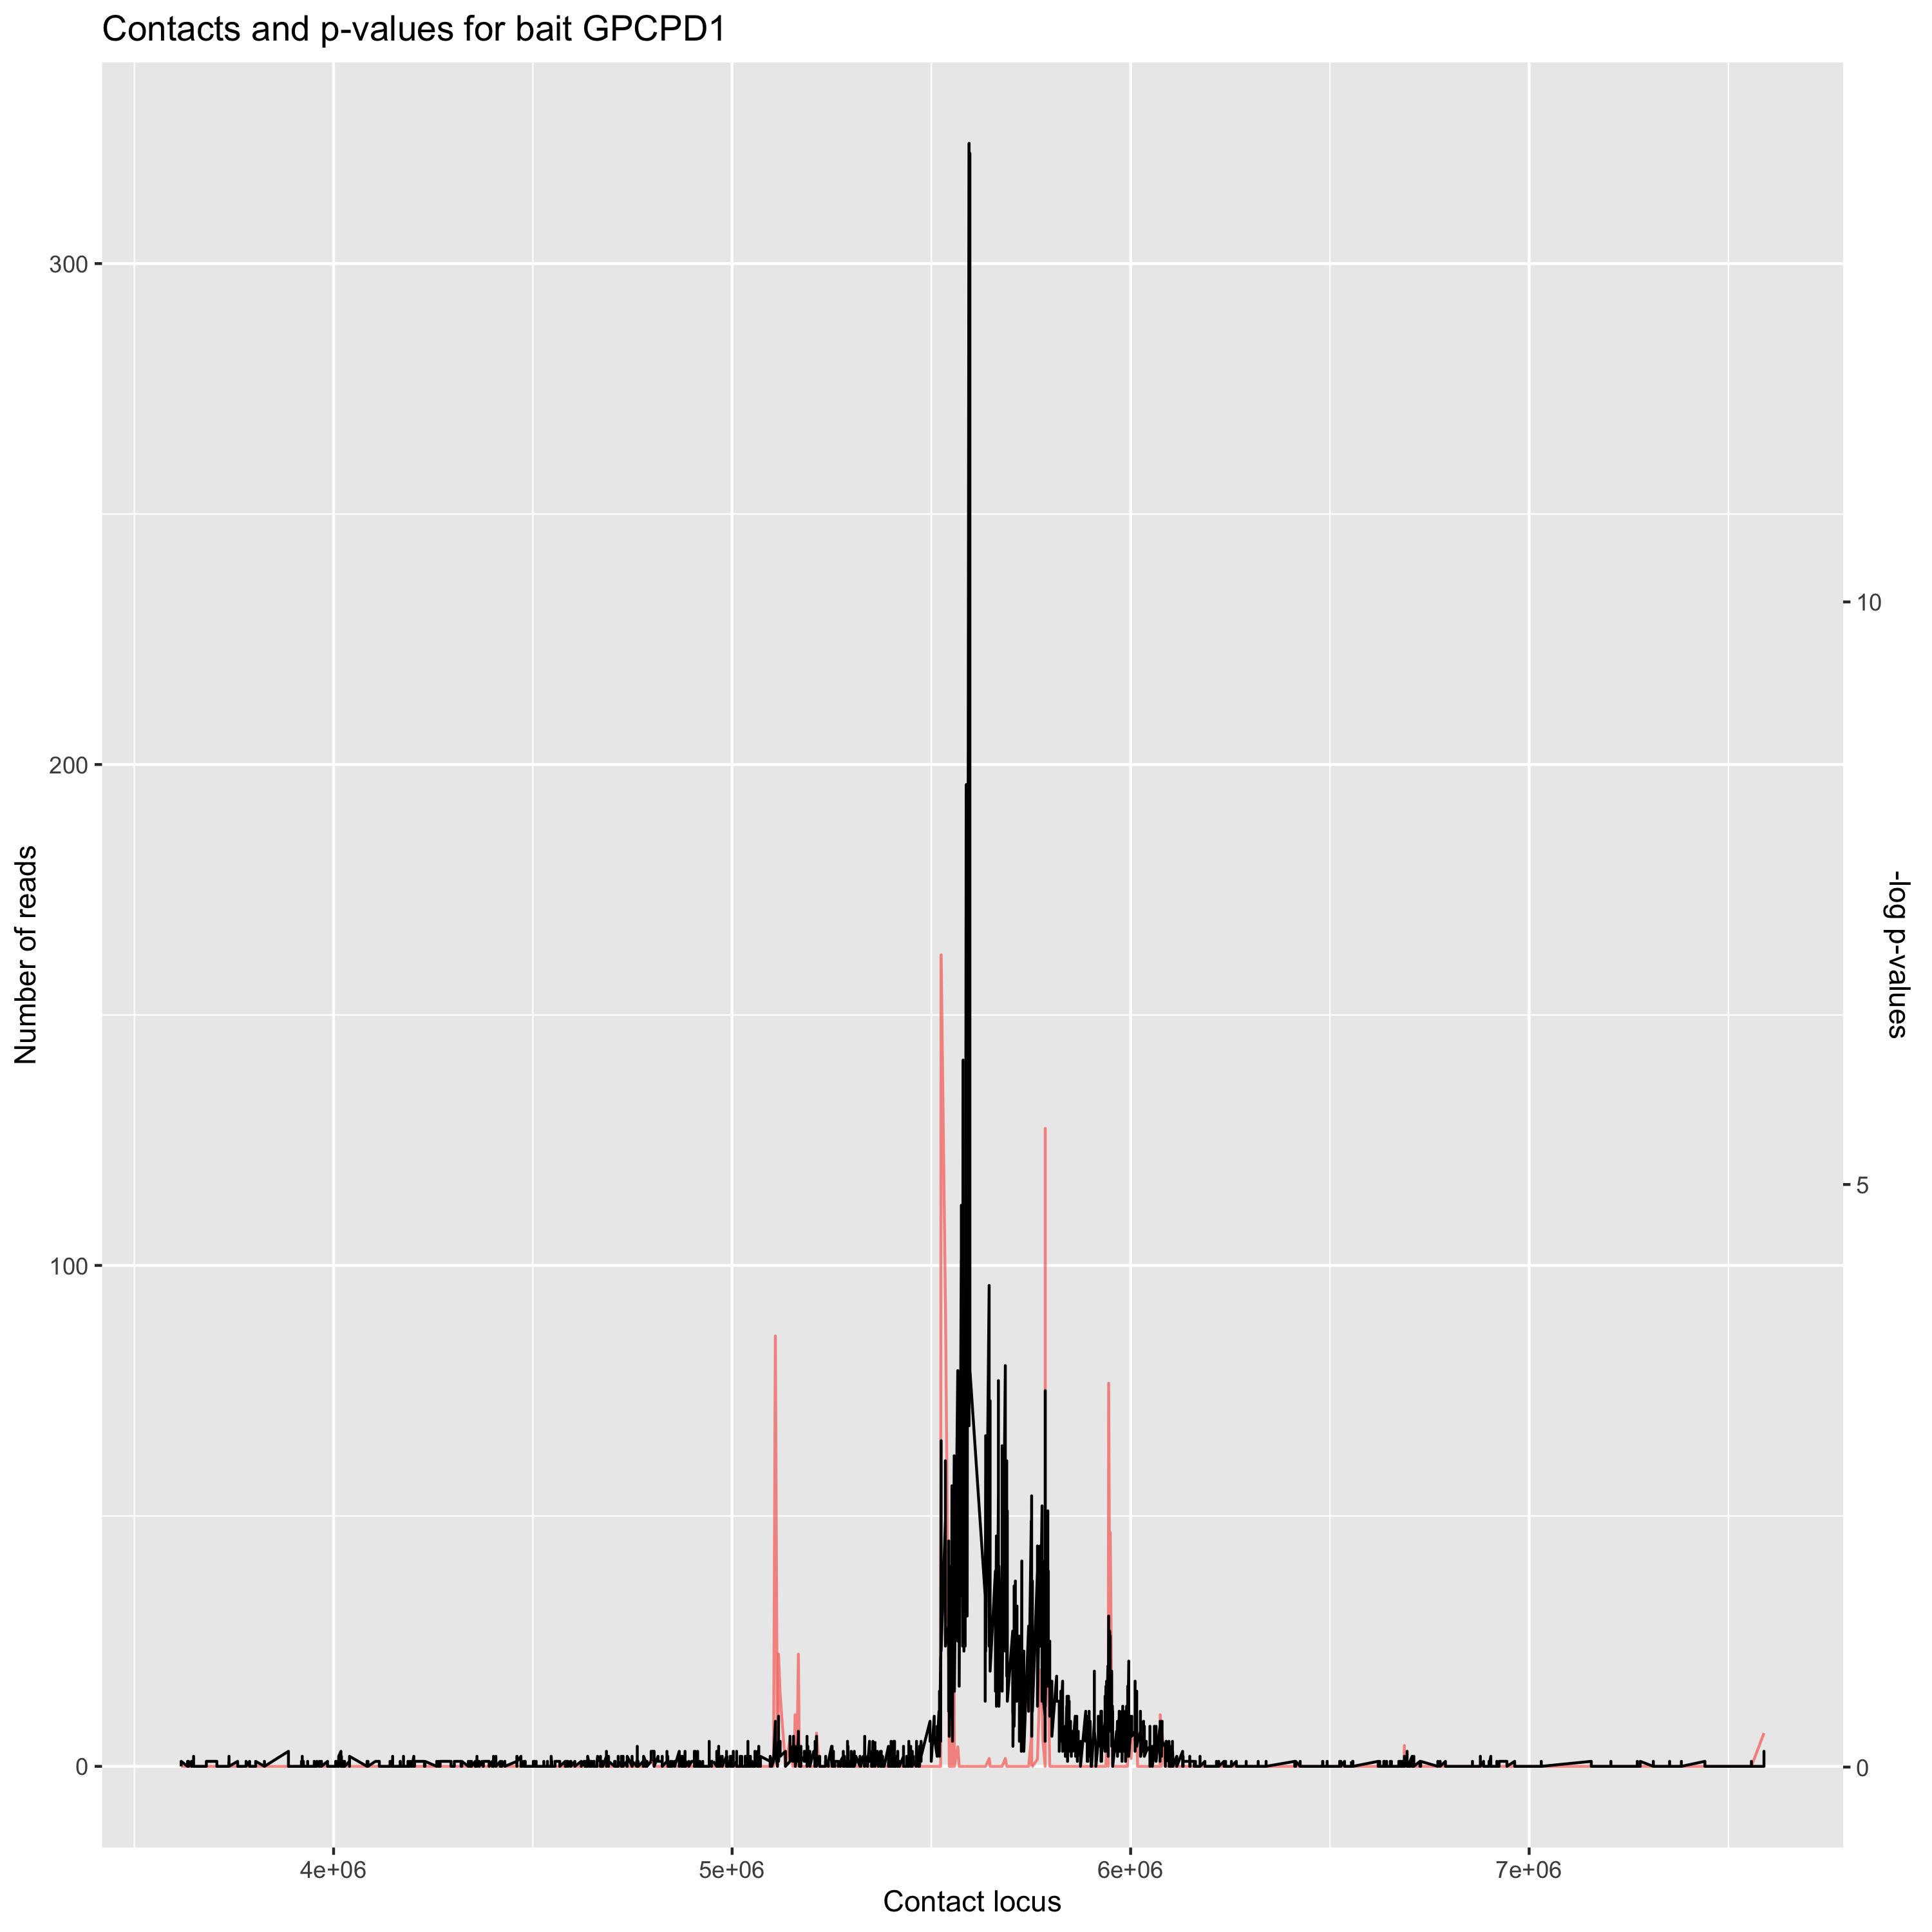 Contacts and p-values for bait GPCPD1
300
200
100
0
Number of reads
10
5
0
-log p-values
4e+06
5e+06
6e+06
7e+06
Contact locus